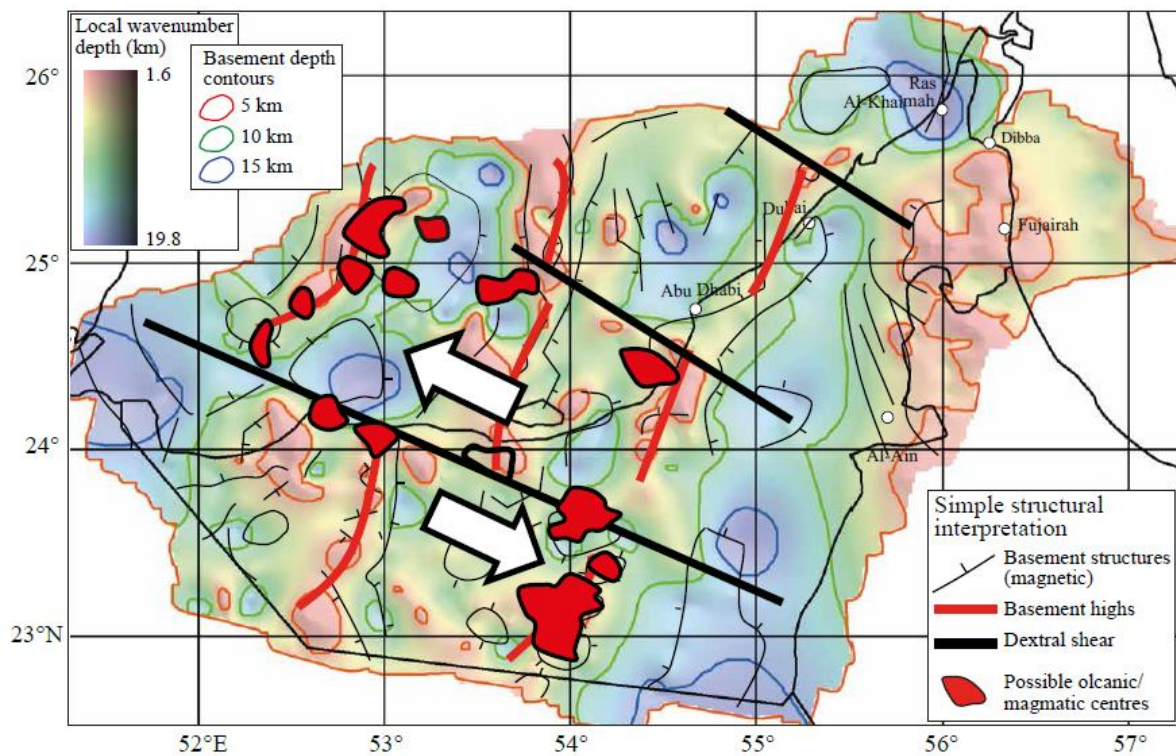 Local wavenumber
depth (km)
1.6
19.8
Basement depth
contours
5 km
10 km
15 km
26°
25°
24°
23°N
52°E
53°
54°
55°
56°
57°
Ras
Al-Khaimah
Dibba
Dubai
Fujairah
Abu Dhabi
Al-Ain
Simple structural
interpretation
Basement structures
(magnetic)
Basement highs
Dextral shear
Possible olcanic/
magmatic centres